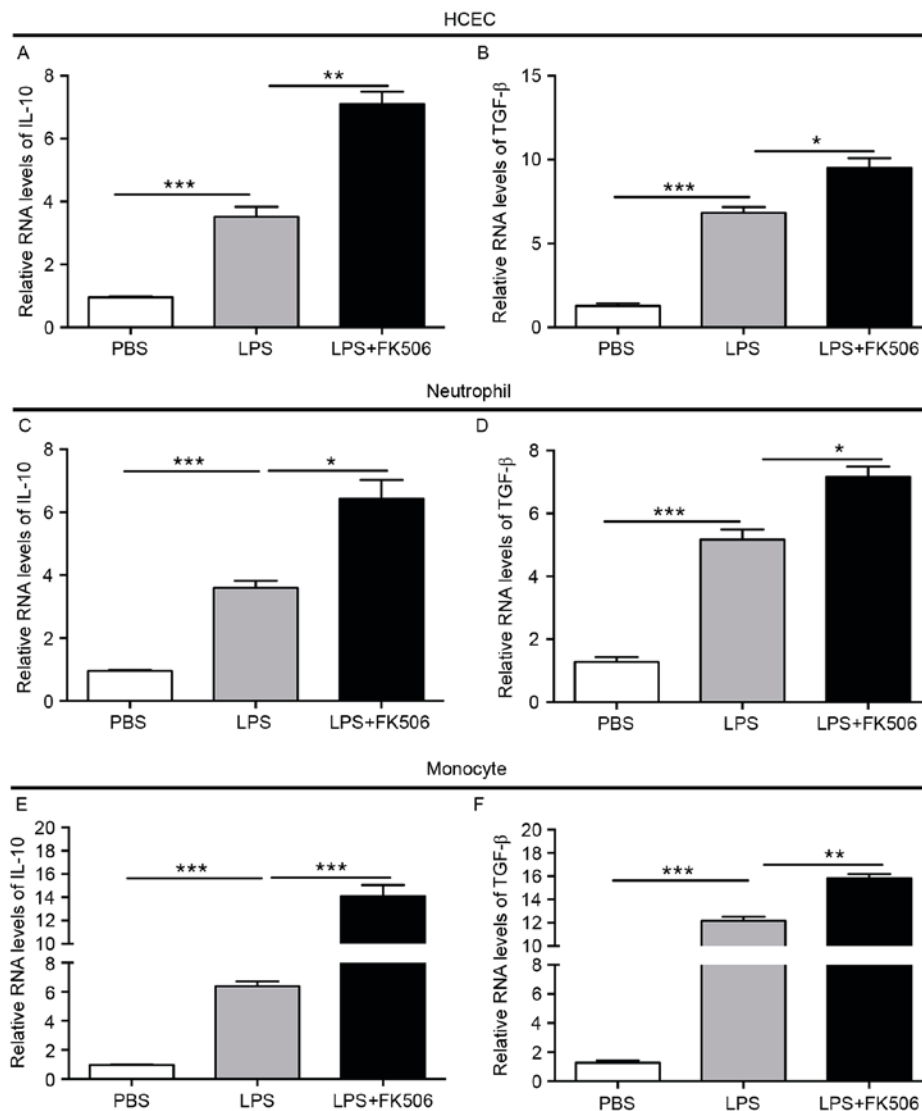 HCEC
A
B
Relative RNA levels of IL-10
8
6
4
2
0
***
**
PBS LPS LPS+FK506
Relative RNA levels of TGF-β
15
10
5
0
***
*
PBS LPS LPS+FK506
Neutrophil
C
D
Relative RNA levels of IL-10
8
6
4
2
0
***
*
PBS LPS LPS+FK506
Relative RNA levels of TGF-β
8
6
4
2
0
***
*
PBS LPS LPS+FK506
Monocyte
E
F
Relative RNA levels of IL-10
20
18
16
14
12
10
8
6
4
2
0
***
***
PBS LPS LPS+FK506
Relative RNA levels of TGF-β
20
18
16
14
12
10
8
6
4
2
0
***
**
PBS LPS LPS+FK506